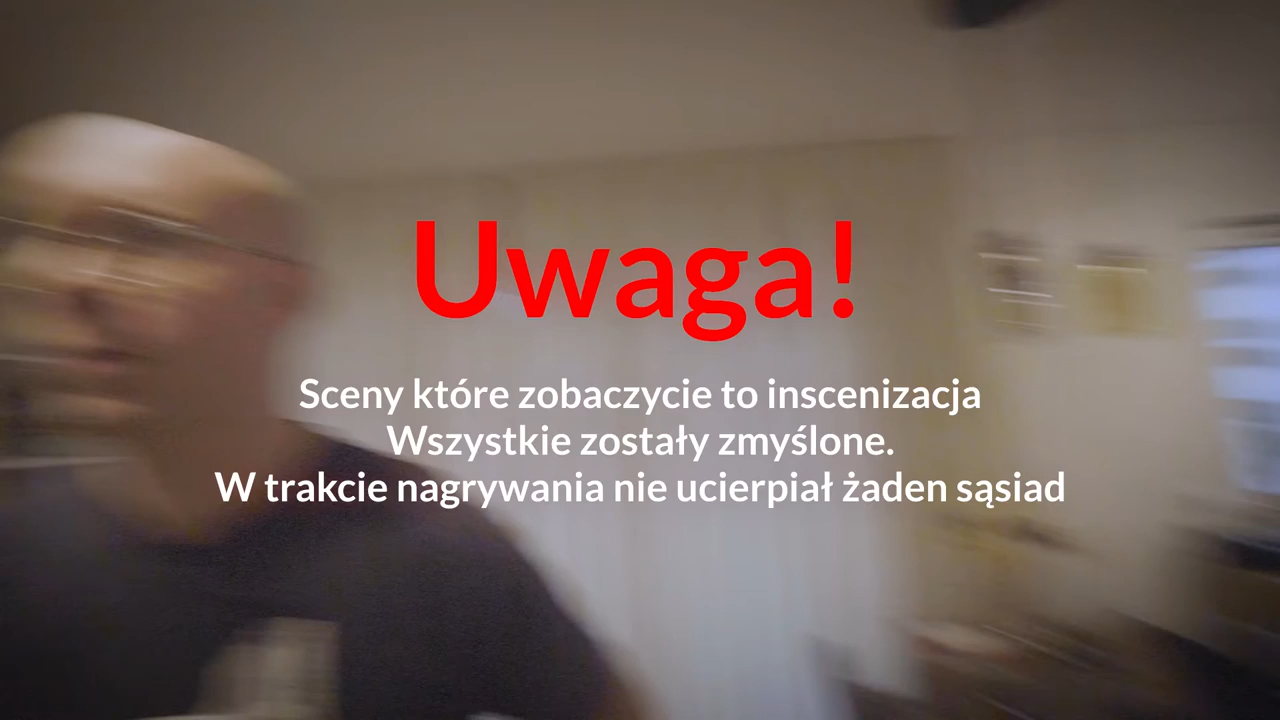 Uwaga!
Sceny które zobaczycie to inscenizacja
Wszystkie zostały zmyślone.
W trakcie nagrywania nie ucierpiał żaden sąsiad